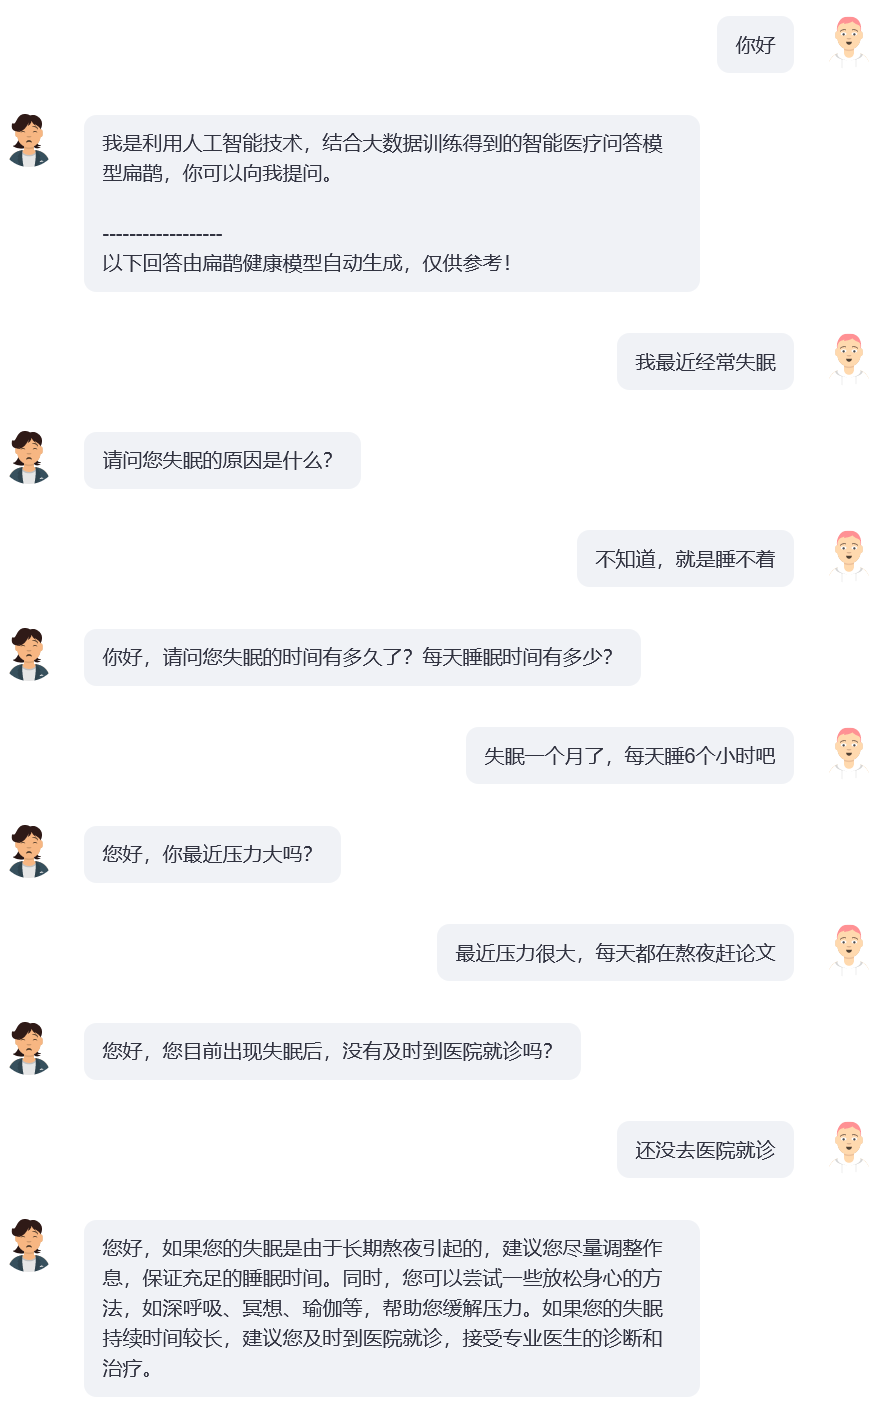 你好
我是利用人工智能技术，结合大数据训练得到的智能医疗问答模
型扁鹊，你可以向我提问。
------------------
以下回答由扁鹊健康模型自动生成，仅供参考！
我最近经常失眠
请问您失眠的原因是什么？
不知道，就是睡不着
你好，请问您失眠的时间有多久了？每天睡眠时间有多少？
失眠一个月了，每天睡6个小时吧
您好，你最近压力大吗？
最近压力很大，每天都在熬夜赶论文
您好，您目前出现失眠后，没有及时到医院就诊吗？
还没去医院就诊
您好，如果您的失眠是由于长期熬夜引起的，建议您尽量调整作
息，保证充足的睡眠时间。同时，您可以尝试一些放松身心的方
法，如深呼吸、冥想、瑜伽等，帮助您缓解压力。如果您的失眠
持续时间较长，建议您及时到医院就诊，接受专业医生的诊断和
治疗。